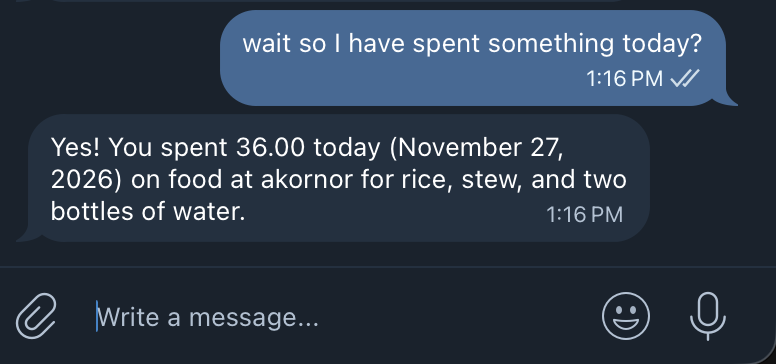 wait so I have spent something today?
1:16 PM
Yes! You spent 36.00 today (November 27,
2026) on food at akornor for rice, stew, and two
bottles of water.
1:16 PM
Write a message...